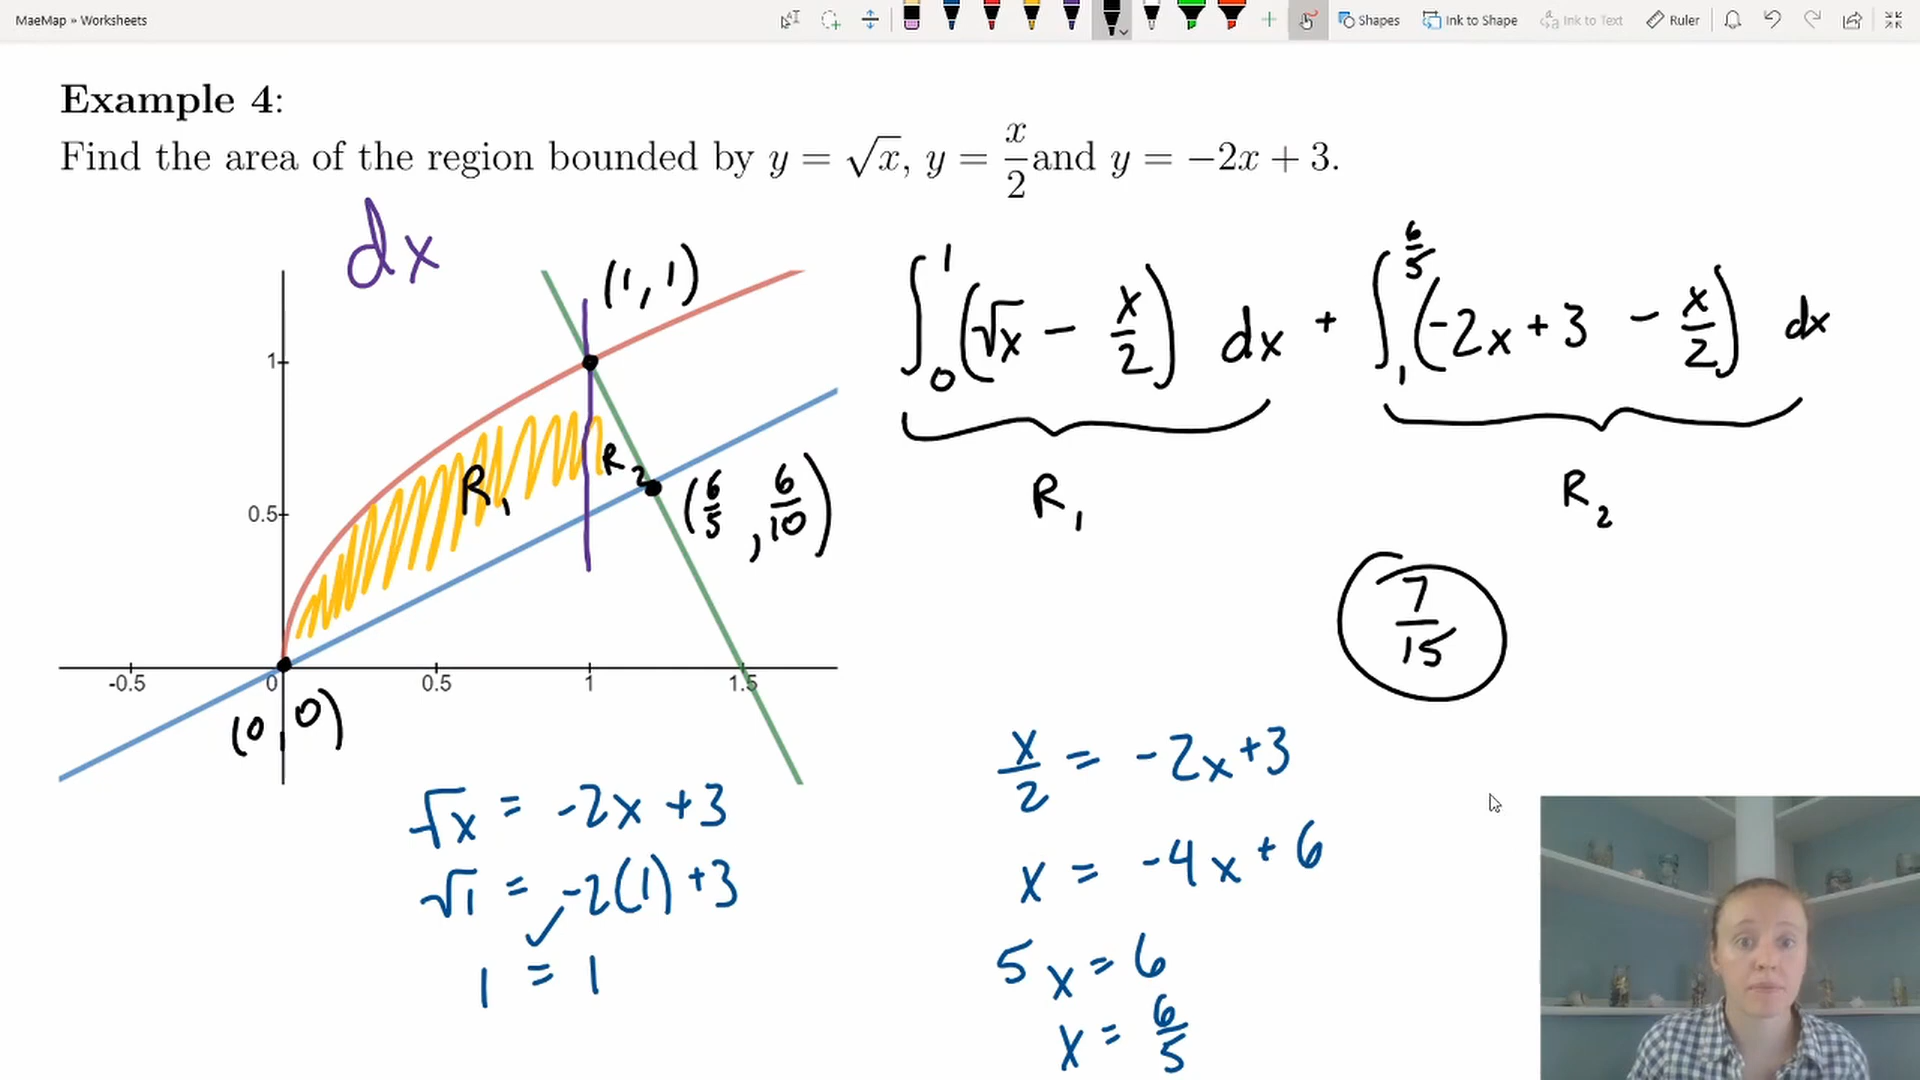 MaeMap » Worksheets
Shapes Ink to Shape Ink to Text Ruler
Example 4:
Find the area of the region bounded by y = √x, y = x/2 and y = −2x + 3.
dx
(1, 1)
1
0.5
R₁
R₂
(6/5, 6/10)
-0.5 0 0.5 1 1.5
(0, 0)
∫₀¹ (√x − x/2) dx + ∫₁^(6/5) (-2x+3 − x/2) dx
R₁ R₂
7/15
√x = -2x +3
√1 = -2(1)+3
✓
1 = 1
x/2 = -2x+3
x = -4x+6
5x = 6
x = 6/5